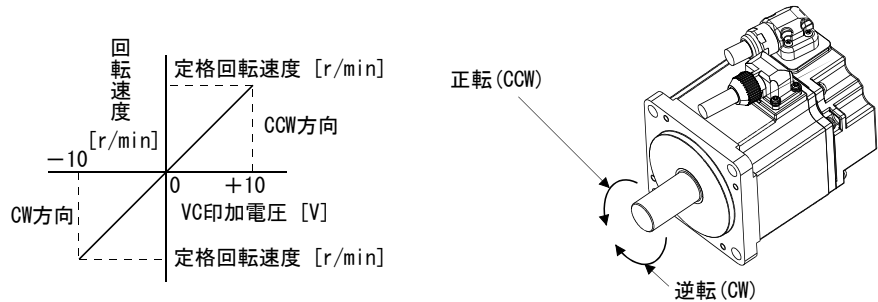 回転速度
[r/min]
定格回転速度 [r/min]
CCW方向
－10
0
＋10
CW方向
VC印加電圧 [V]
定格回転速度 [r/min]
正転(CCW)
逆転(CW)